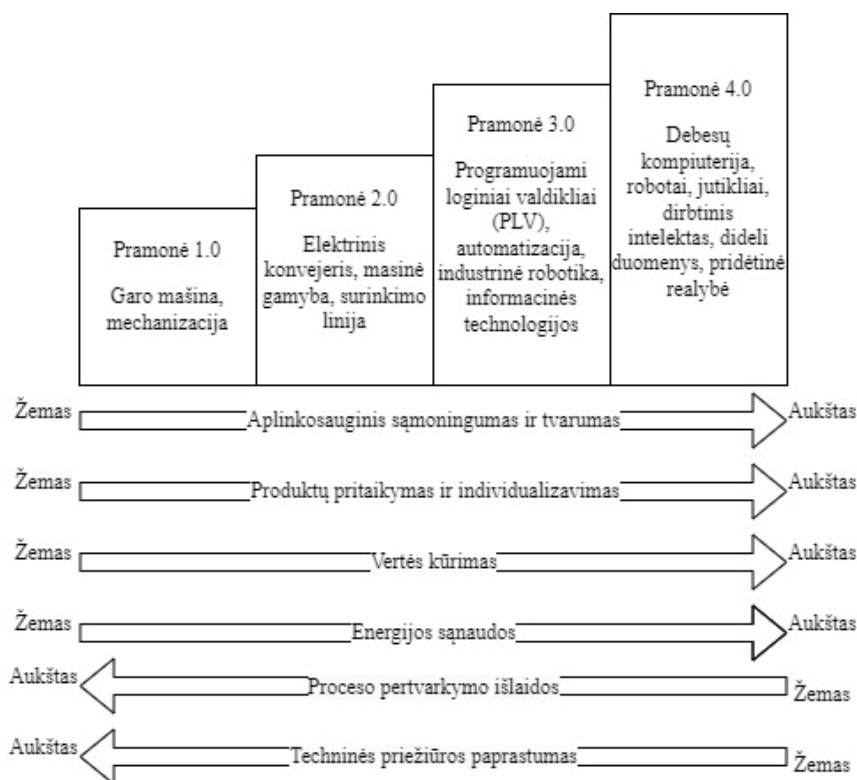 Pramonė 1.0
Garo mašina,
mechanizacija
Pramonė 2.0
Elektrinis
konvejeris, masinė
gamyba, surinkimo
linija
Pramonė 3.0
Programuojami
loginiai valdikliai
(PLV),
automatizacija,
industrinė robotika,
informacinės
technologijos
Pramonė 4.0
Debesų
kompiuterija,
robotai, jutikliai,
dirbtinis
intelektas, dideli
duomenys, pridėtinė
realybė
Žemas Aplinkosauginis sąmoningumas ir tvarumas Aukštas
Žemas Produktų pritaikymas ir individualizavimas Aukštas
Žemas Vertės kūrimas Aukštas
Žemas Energijos sąnaudos Aukštas
Aukštas Proceso pertvarkymo išlaidos Žemas
Aukštas Techninės priežiūros paprastumas Žemas